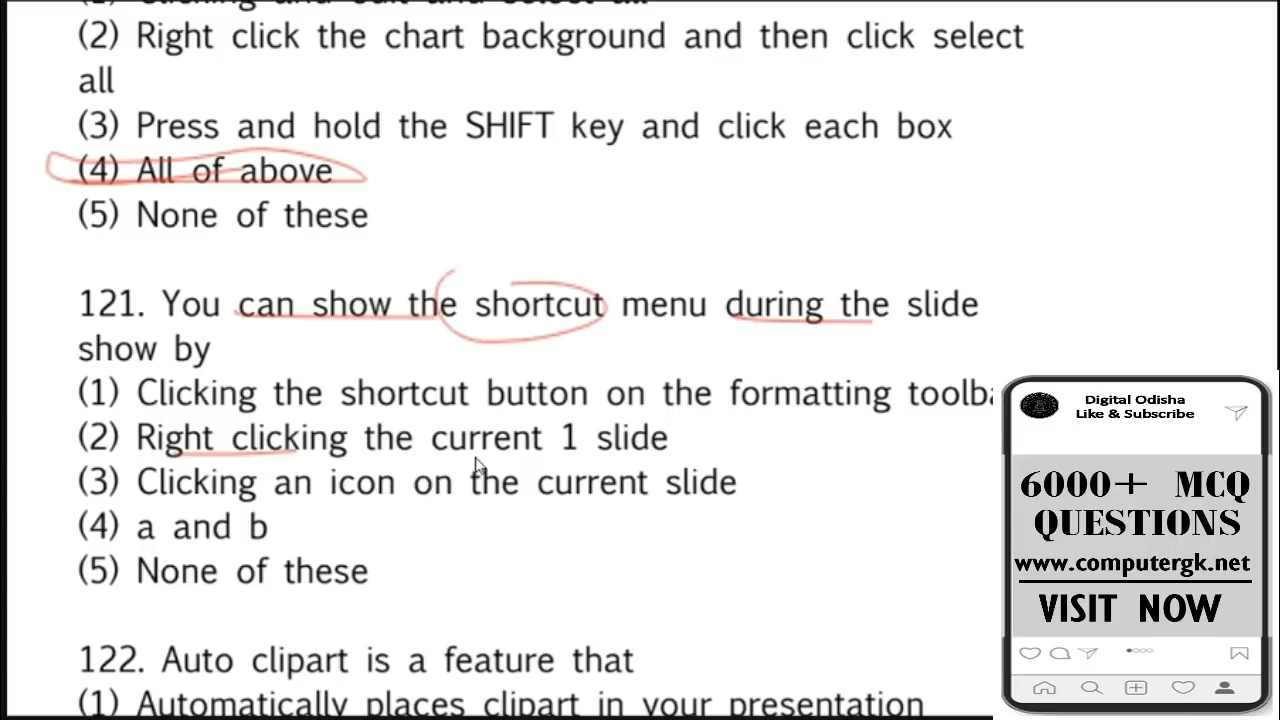 (2) Right click the chart background and then click select
all
(3) Press and hold the SHIFT key and click each box
(4) All of above
(5) None of these
121. You can show the shortcut menu during the slide
show by
(1) Clicking the shortcut button on the formatting toolba
(2) Right clicking the current 1 slide
(3) Clicking an icon on the current slide
(4) a and b
(5) None of these
122. Auto clipart is a feature that
(1) Automatically places clipart in your presentation
Digital Odisha
Like & Subscribe
6000+ MCQ
QUESTIONS
www.computergk.net
VISIT NOW